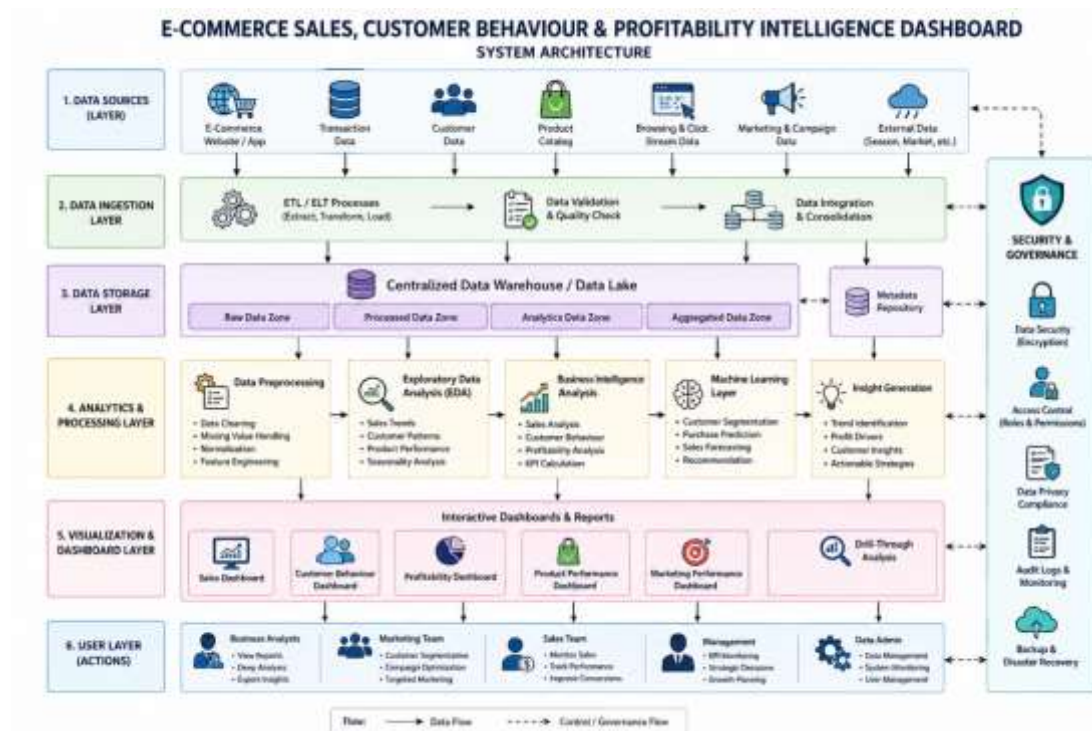 E-COMMERCE SALES, CUSTOMER BEHAVIOUR & PROFITABILITY INTELLIGENCE DASHBOARD
SYSTEM ARCHITECTURE
1. DATA SOURCES
(LAYER)
E-Commerce
Website / App
Transaction
Data
Customer
Data
Product
Catalog
Browsing & Click
Stream Data
Marketing & Campaign
Data
External Data
(Season, Market, etc.)
2. DATA INGESTION
LAYER
ETL / ELT Processes
(Extract, Transform, Load)
Data Validation
& Quality Check
Data Integration
& Consolidation
3. DATA STORAGE
LAYER
Centralized Data Warehouse / Data Lake
Raw Data Zone
Processed Data Zone
Analytics Data Zone
Aggregated Data Zone
Metadata
Repository
4. ANALYTICS &
PROCESSING LAYER
Data Preprocessing
• Data Cleaning
• Missing Value Handling
• Normalisation
• Feature Engineering
Exploratory Data
Analysis (EDA)
• Sales Trends
• Customer Patterns
• Product Performance
• Seasonality Analysis
Business Intelligence
Analysis
• Sales Analysis
• Customer Behaviour
• Profitability Analysis
• KPI Calculation
Machine Learning
Layer
• Customer Segmentation
• Purchase Prediction
• Sales Forecasting
• Recommendation
Insight Generation
• Trend Identification
• Profit Drivers
• Customer Insights
• Actionable Strategies
5. VISUALIZATION &
DASHBOARD LAYER
Interactive Dashboards & Reports
Sales Dashboard
Customer Behaviour
Dashboard
Profitability Dashboard
Product Performance
Dashboard
Marketing Performance
Dashboard
Drill-Through
Analysis
6. USER LAYER
(ACTIONS)
Business Analysts
• View Reports
• Deep Analysis
• Export Insights
Marketing Team
• Customer Segmentation
• Campaign Optimization
• Targeted Marketing
Sales Team
• Monitor Sales
• Track Performance
• Improve Conversions
Management
• KPI Monitoring
• Strategic Decisions
• Growth Planning
Data Admin
• Data Management
• System Monitoring
• User Management
SECURITY &
GOVERNANCE
Data Security
(Encryption)
Access Control
(Roles & Permissions)
Data Privacy
Compliance
Audit Logs &
Monitoring
Backup &
Disaster Recovery
Flow:
Data Flow
Control / Governance Flow